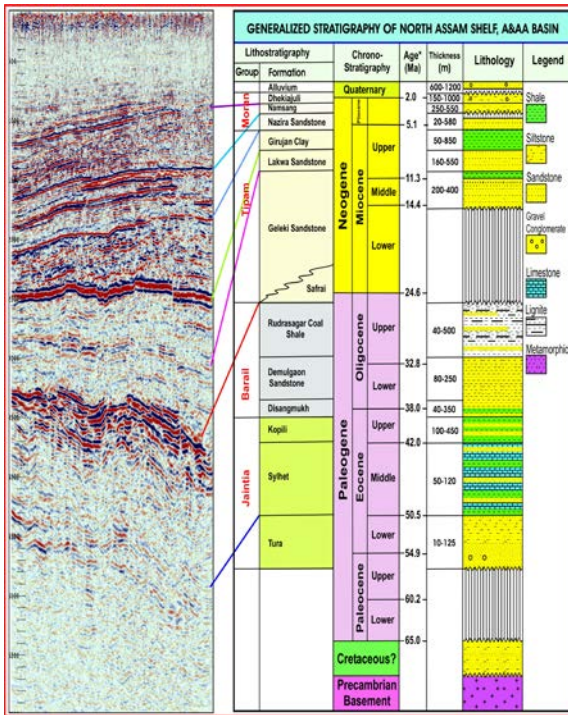 GENERALIZED STRATIGRAPHY OF NORTH ASSAM SHELF, A&AA BASIN
Lithostratigraphy
Group
Formation
Chrono-
Stratigraphy
Age*
(Ma)
Thickness
(m)
Lithology
Legend
Moran
Tipam
Barail
Jaintia
Alluvium
Dhekiajuli
Namsang
Nazira Sandstone
Girujan Clay
Lakwa Sandstone
Geleki Sandstone
Safrai
Rudrasagar Coal
Shale
Demulgaon
Sandstone
Disangmukh
Kopili
Sylhet
Tura
Quaternary
Neogene
Pliocene
Miocene
Upper
Middle
Lower
Paleogene
Oligocene
Upper
Lower
Eocene
Upper
Middle
Lower
Paleocene
Upper
Lower
Cretaceous?
Precambrian
Basement
2.0
5.1
11.3
14.4
24.6
32.8
38.0
42.0
50.5
54.9
60.2
65.0
600-1200
150-1000
250-550
20-580
50-850
160-550
200-400
40-500
80-250
40-350
100-450
50-120
10-125
Shale
Siltstone
Sandstone
Gravel
Conglomerate
Limestone
Lignite
Metamorphic